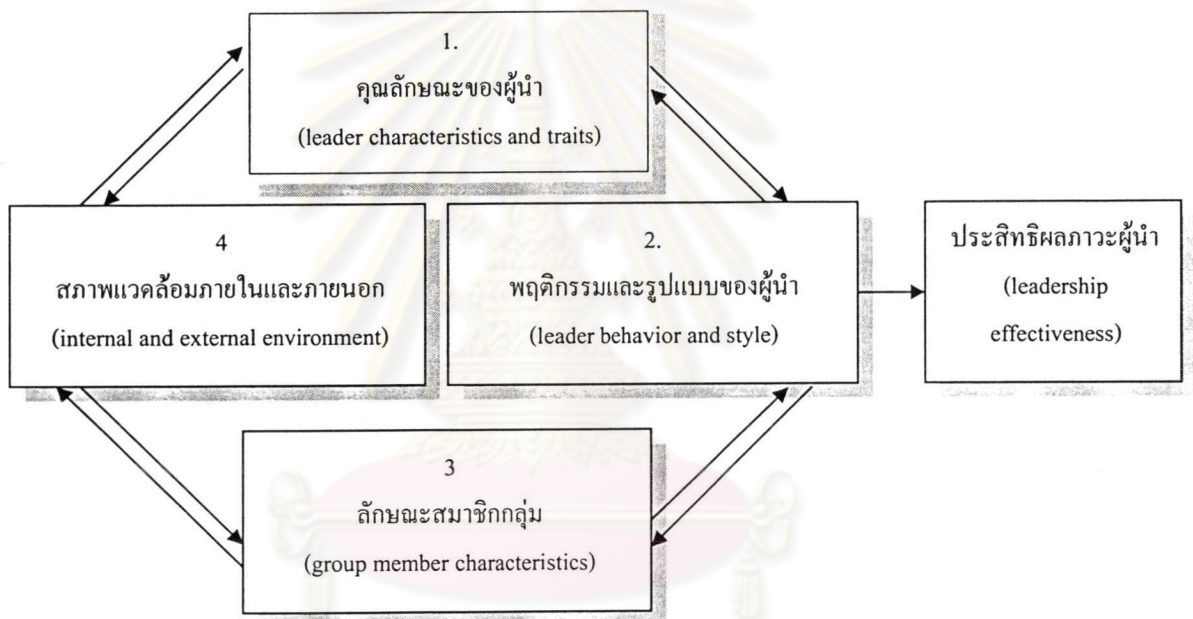 1.
คุณลักษณะของผู้นำ
(leader characteristics and traits)
4
สภาพแวดล้อมภายในและภายนอก
(internal and external environment)
2.
พฤติกรรมและรูปแบบของผู้นำ
(leader behavior and style)
ประสิทธิผลภาวะผู้นำ
(leadership
effectiveness)
3
ลักษณะสมาชิกกลุ่ม
(group member characteristics)